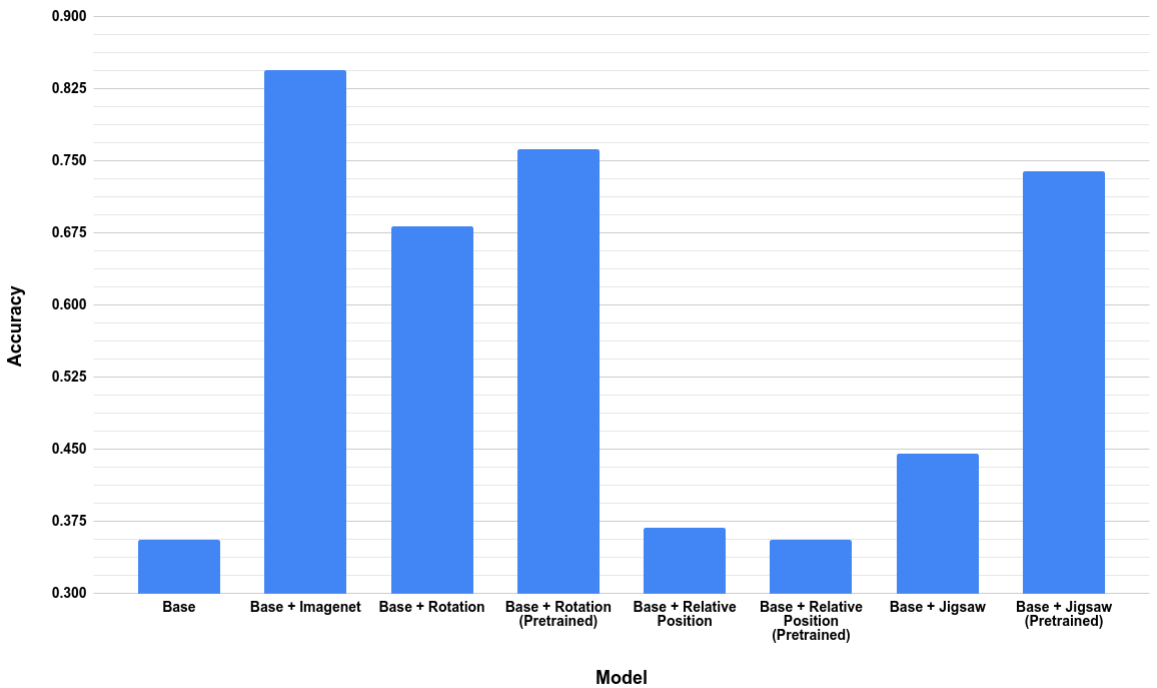 0.900
0.825
0.750
0.675
0.600
0.525
0.450
0.375
0.300
Accuracy
Base
Base + Imagenet
Base + Rotation
Base + Rotation
(Pretrained)
Base + Relative
Position
Base + Relative
Position
(Pretrained)
Base + Jigsaw
Base + Jigsaw
(Pretrained)
Model